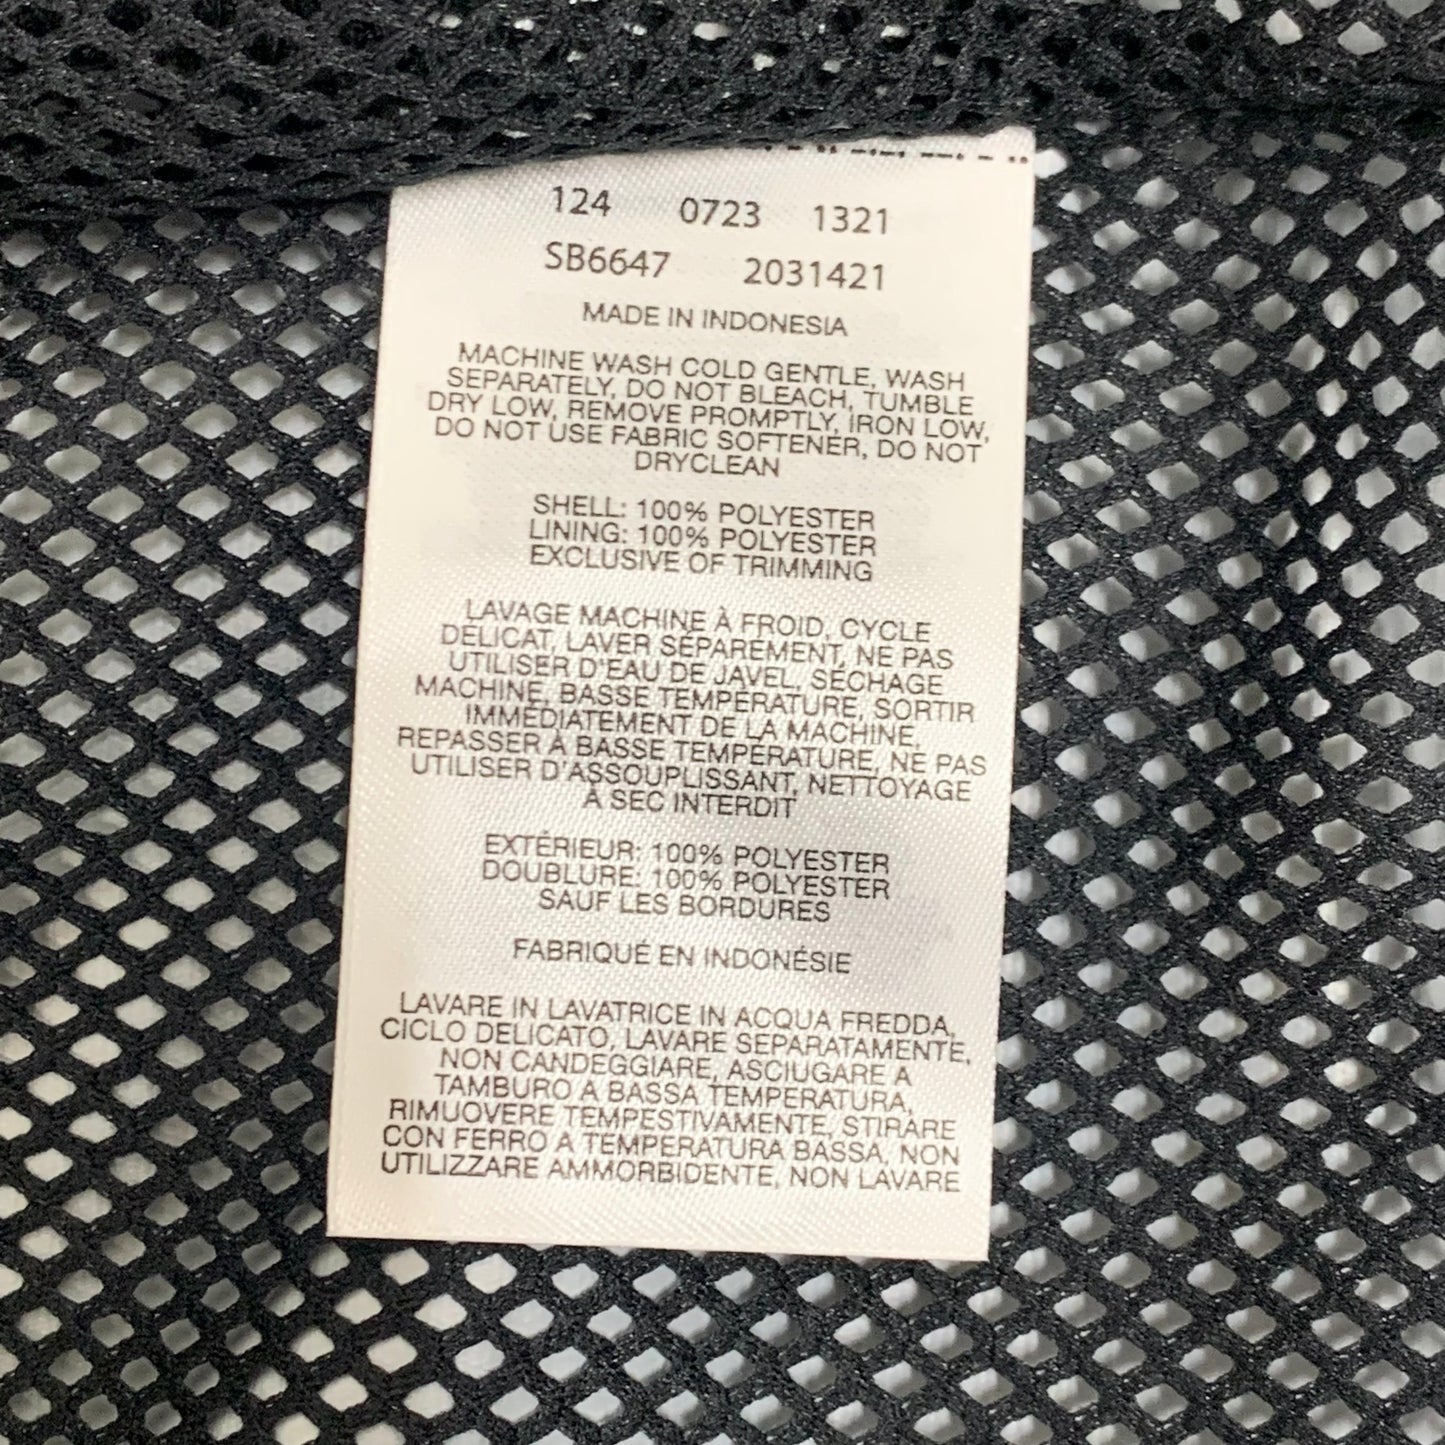 124 0723 1321
SB6647 2031421
MADE IN INDONESIA
MACHINE WASH COLD GENTLE, WASH
SEPARATELY, DO NOT BLEACH, TUMBLE
DRY LOW, REMOVE PROMPTLY, IRON LOW,
DO NOT USE FABRIC SOFTENER, DO NOT
DRYCLEAN
SHELL: 100% POLYESTER
LINING: 100% POLYESTER
EXCLUSIVE OF TRIMMING
LAVAGE MACHINE À FROID, CYCLE
DÉLICAT, LAVER SÉPARÉMENT, NE PAS
UTILISER D'EAU DE JAVEL, SÉCHAGE
MACHINE, BASSE TEMPÉRATURE, SORTIR
IMMÉDIATEMENT DE LA MACHINE,
REPASSER À BASSE TEMPÉRATURE, NE PAS
UTILISER D'ASSOUPLISSANT, NETTOYAGE
À SEC INTERDIT
EXTÉRIEUR: 100% POLYESTER
DOUBLURE: 100% POLYESTER
SAUF LES BORDURES
FABRIQUÉ EN INDONÉSIE
LAVARE IN LAVATRICE IN ACQUA FREDDA,
CICLO DELICATO, LAVARE SEPARATAMENTE,
NON CANDEGGIARE, ASCIUGARE A
TAMBURO A BASSA TEMPERATURA,
RIMUOVERE TEMPESTIVAMENTE, STIRARE
CON FERRO A TEMPERATURA BASSA, NON
UTILIZZARE AMMORBIDENTE, NON LAVARE